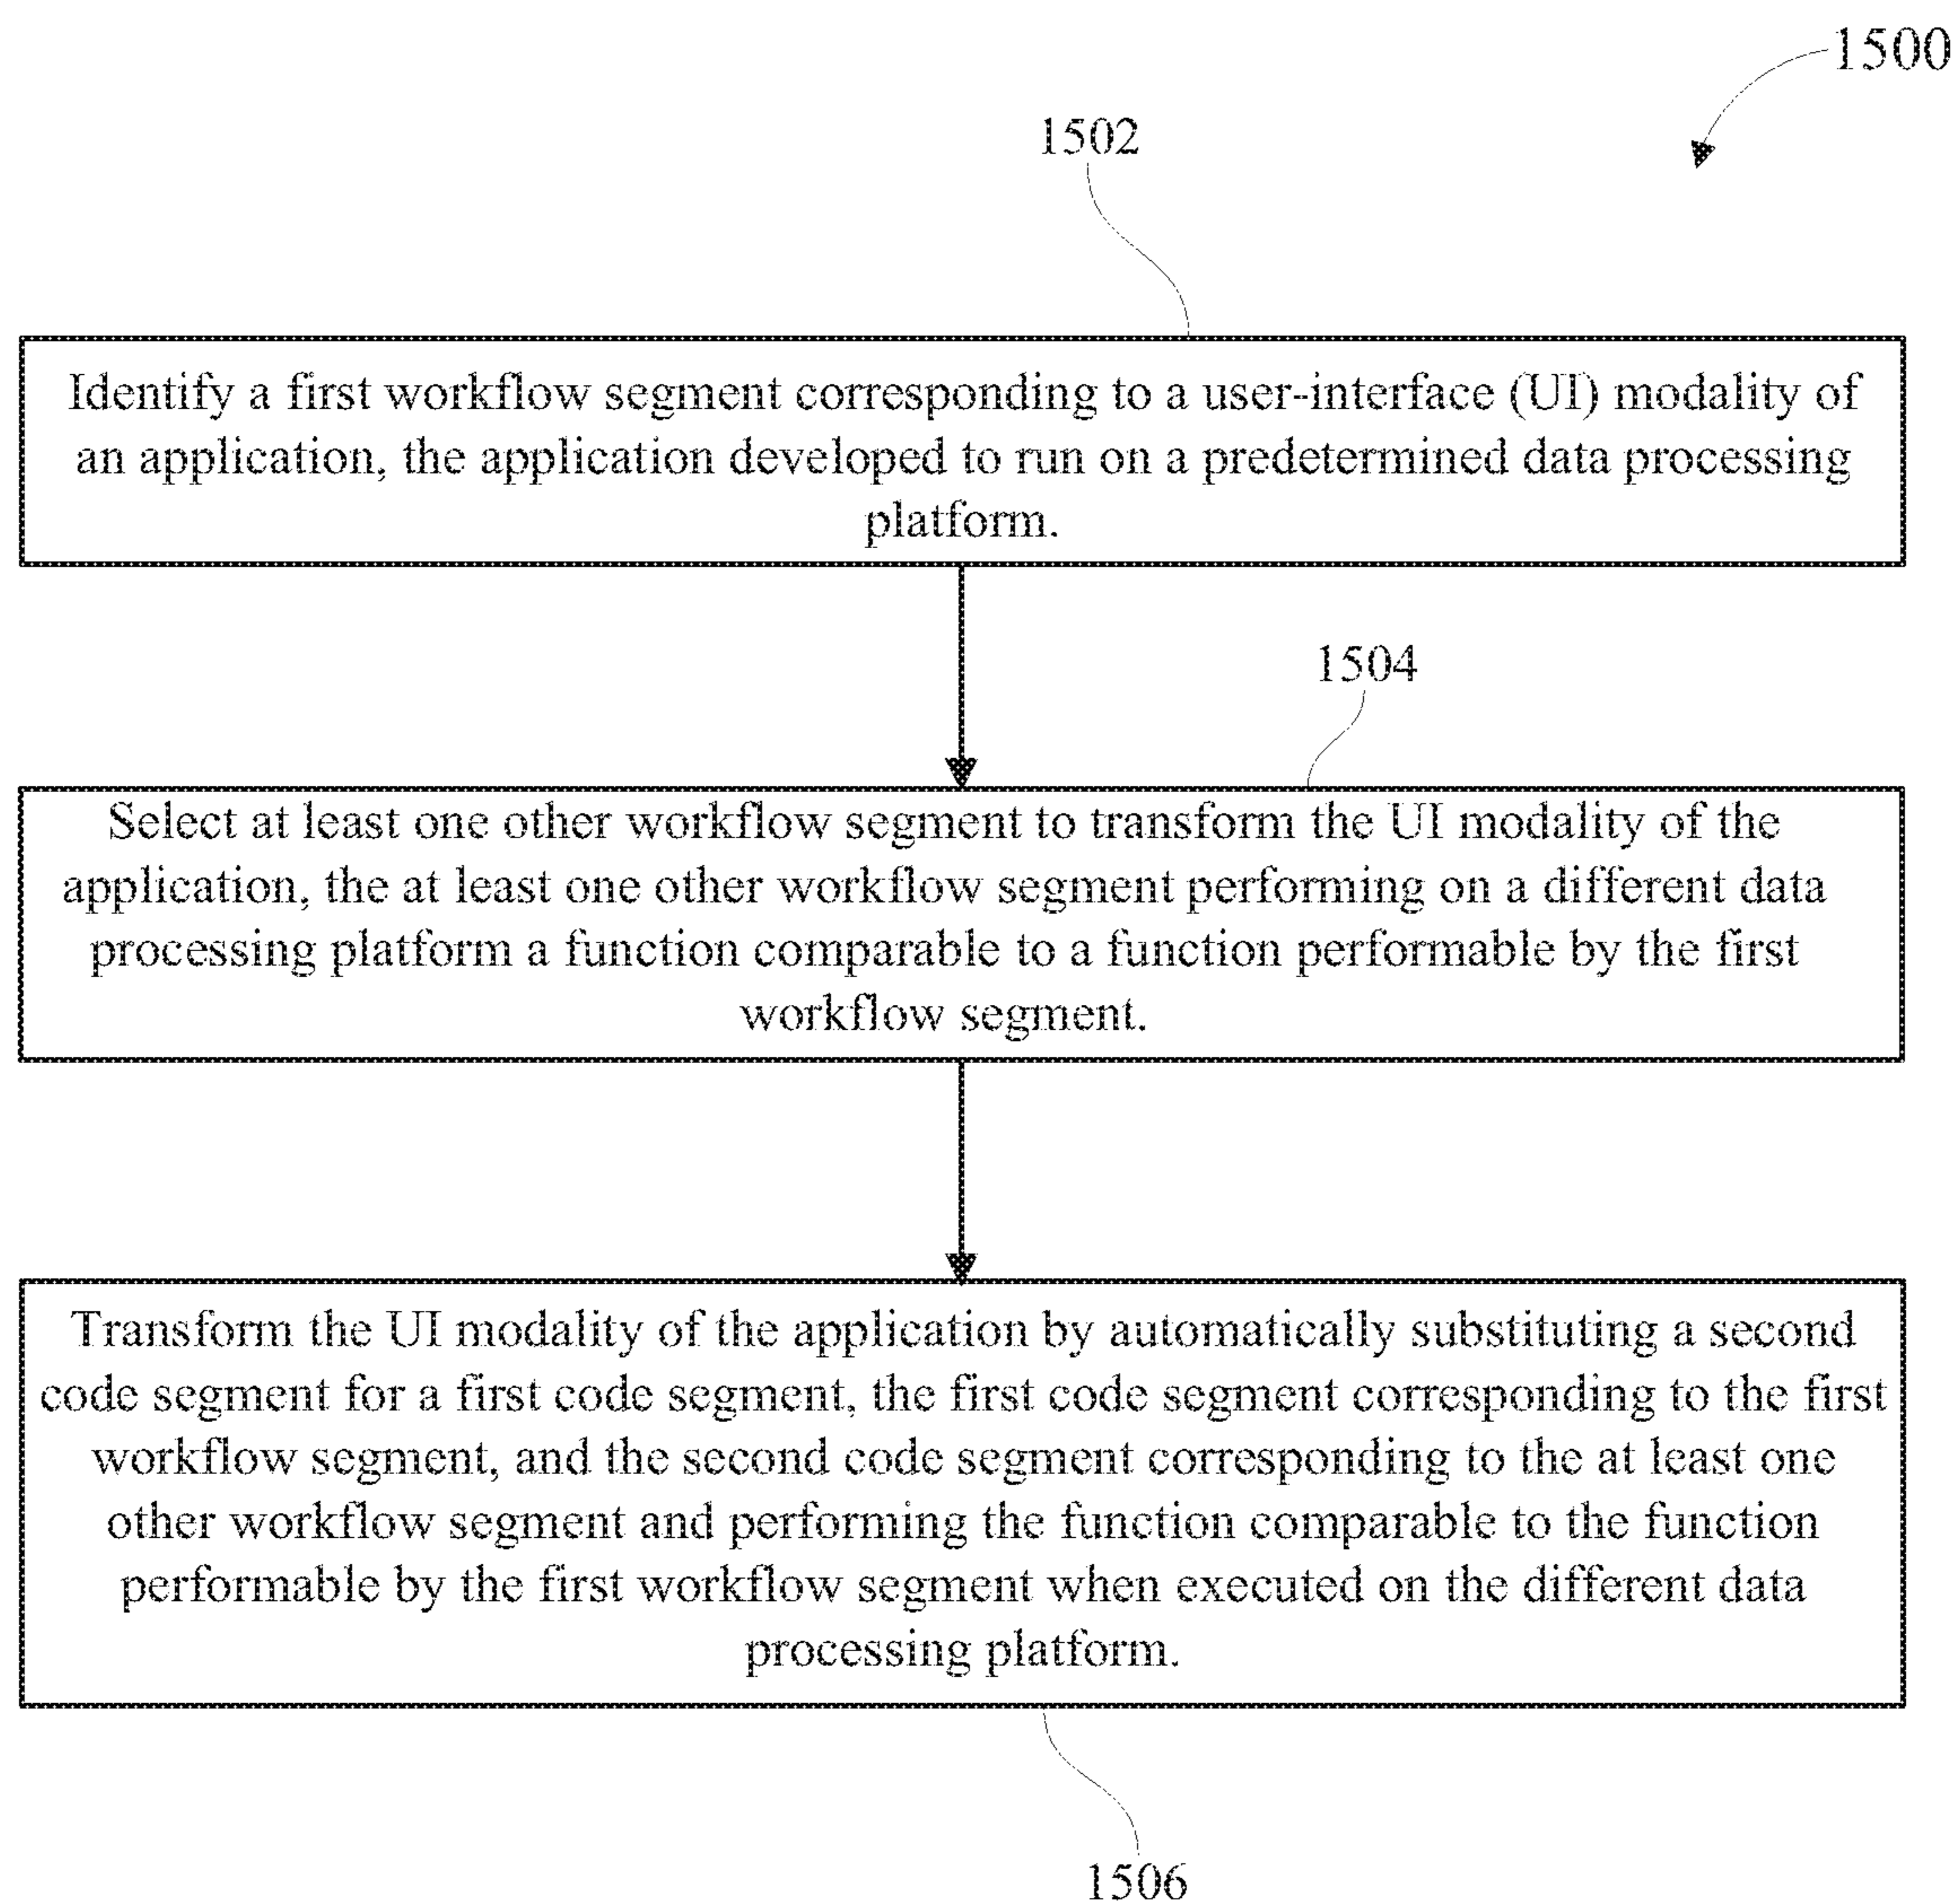 1500
1502
Identify a first workflow segment corresponding to a user-interface (UI) modality of
an application, the application developed to run on a predetermined data processing
platform.
1504
Select at least one other workflow segment to transform the UI modality of the
application, the at least one other workflow segment performing on a different data
processing platform a function comparable to a function performable by the first
workflow segment.
Transform the UI modality of the application by automatically substituting a second
code segment for a first code segment, the first code segment corresponding to the first
workflow segment, and the second code segment corresponding to the at least one
other workflow segment and performing the function comparable to the function
performable by the first workflow segment when executed on the different data
processing platform.
1506